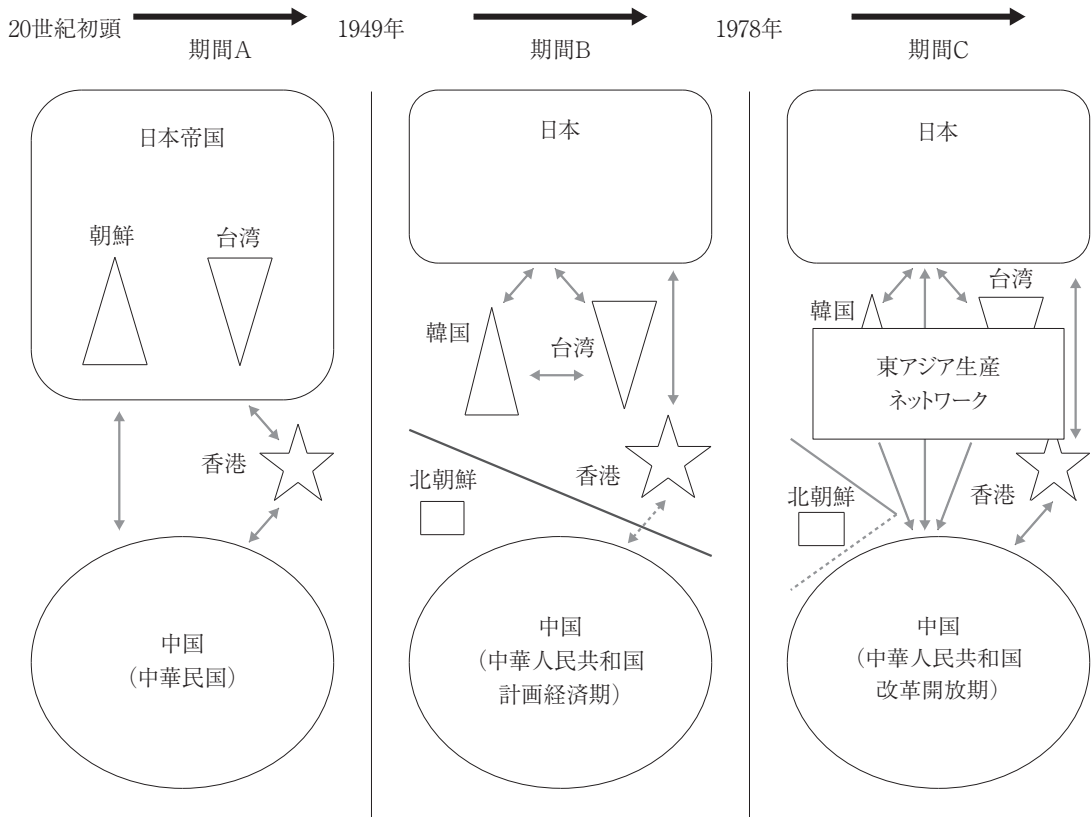 20世紀初頭
期間A
1949年
期間B
1978年
期間C
日本帝国
朝鮮
台湾
香港
中国
（中華民国）
日本
韓国
台湾
北朝鮮
香港
中国
（中華人民共和国
計画経済期）
日本
韓国
台湾
東アジア生産
ネットワーク
北朝鮮
香港
中国
（中華人民共和国
改革開放期）